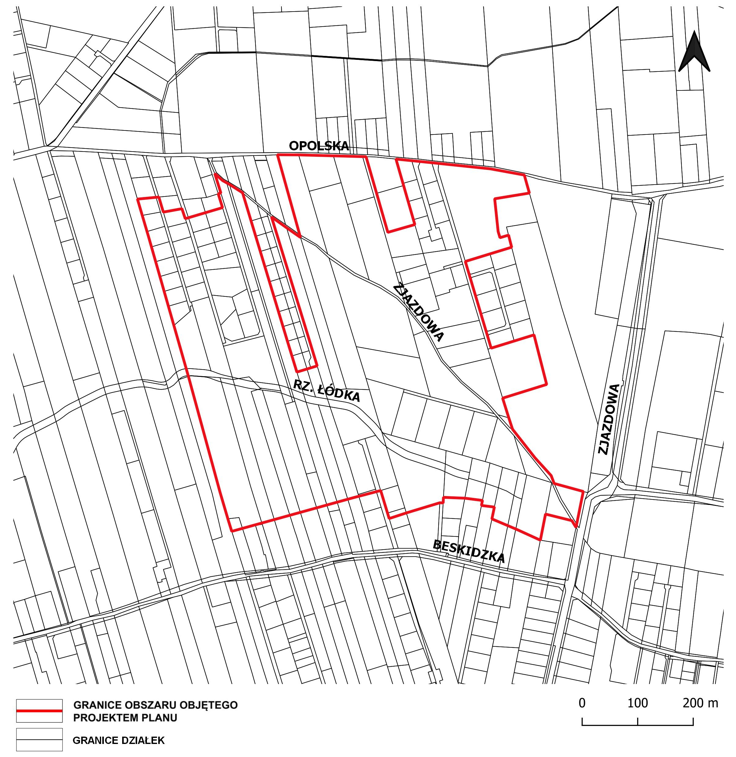 OPOLSKA
ZJAZDOWA
RZ. ŁÓDKA
ZJAZDOWA
BESKIDZKA
GRANICE OBSZARU OBJĘTEGO
PROJEKTEM PLANU
GRANICE DZIAŁEK
0 100 200 m